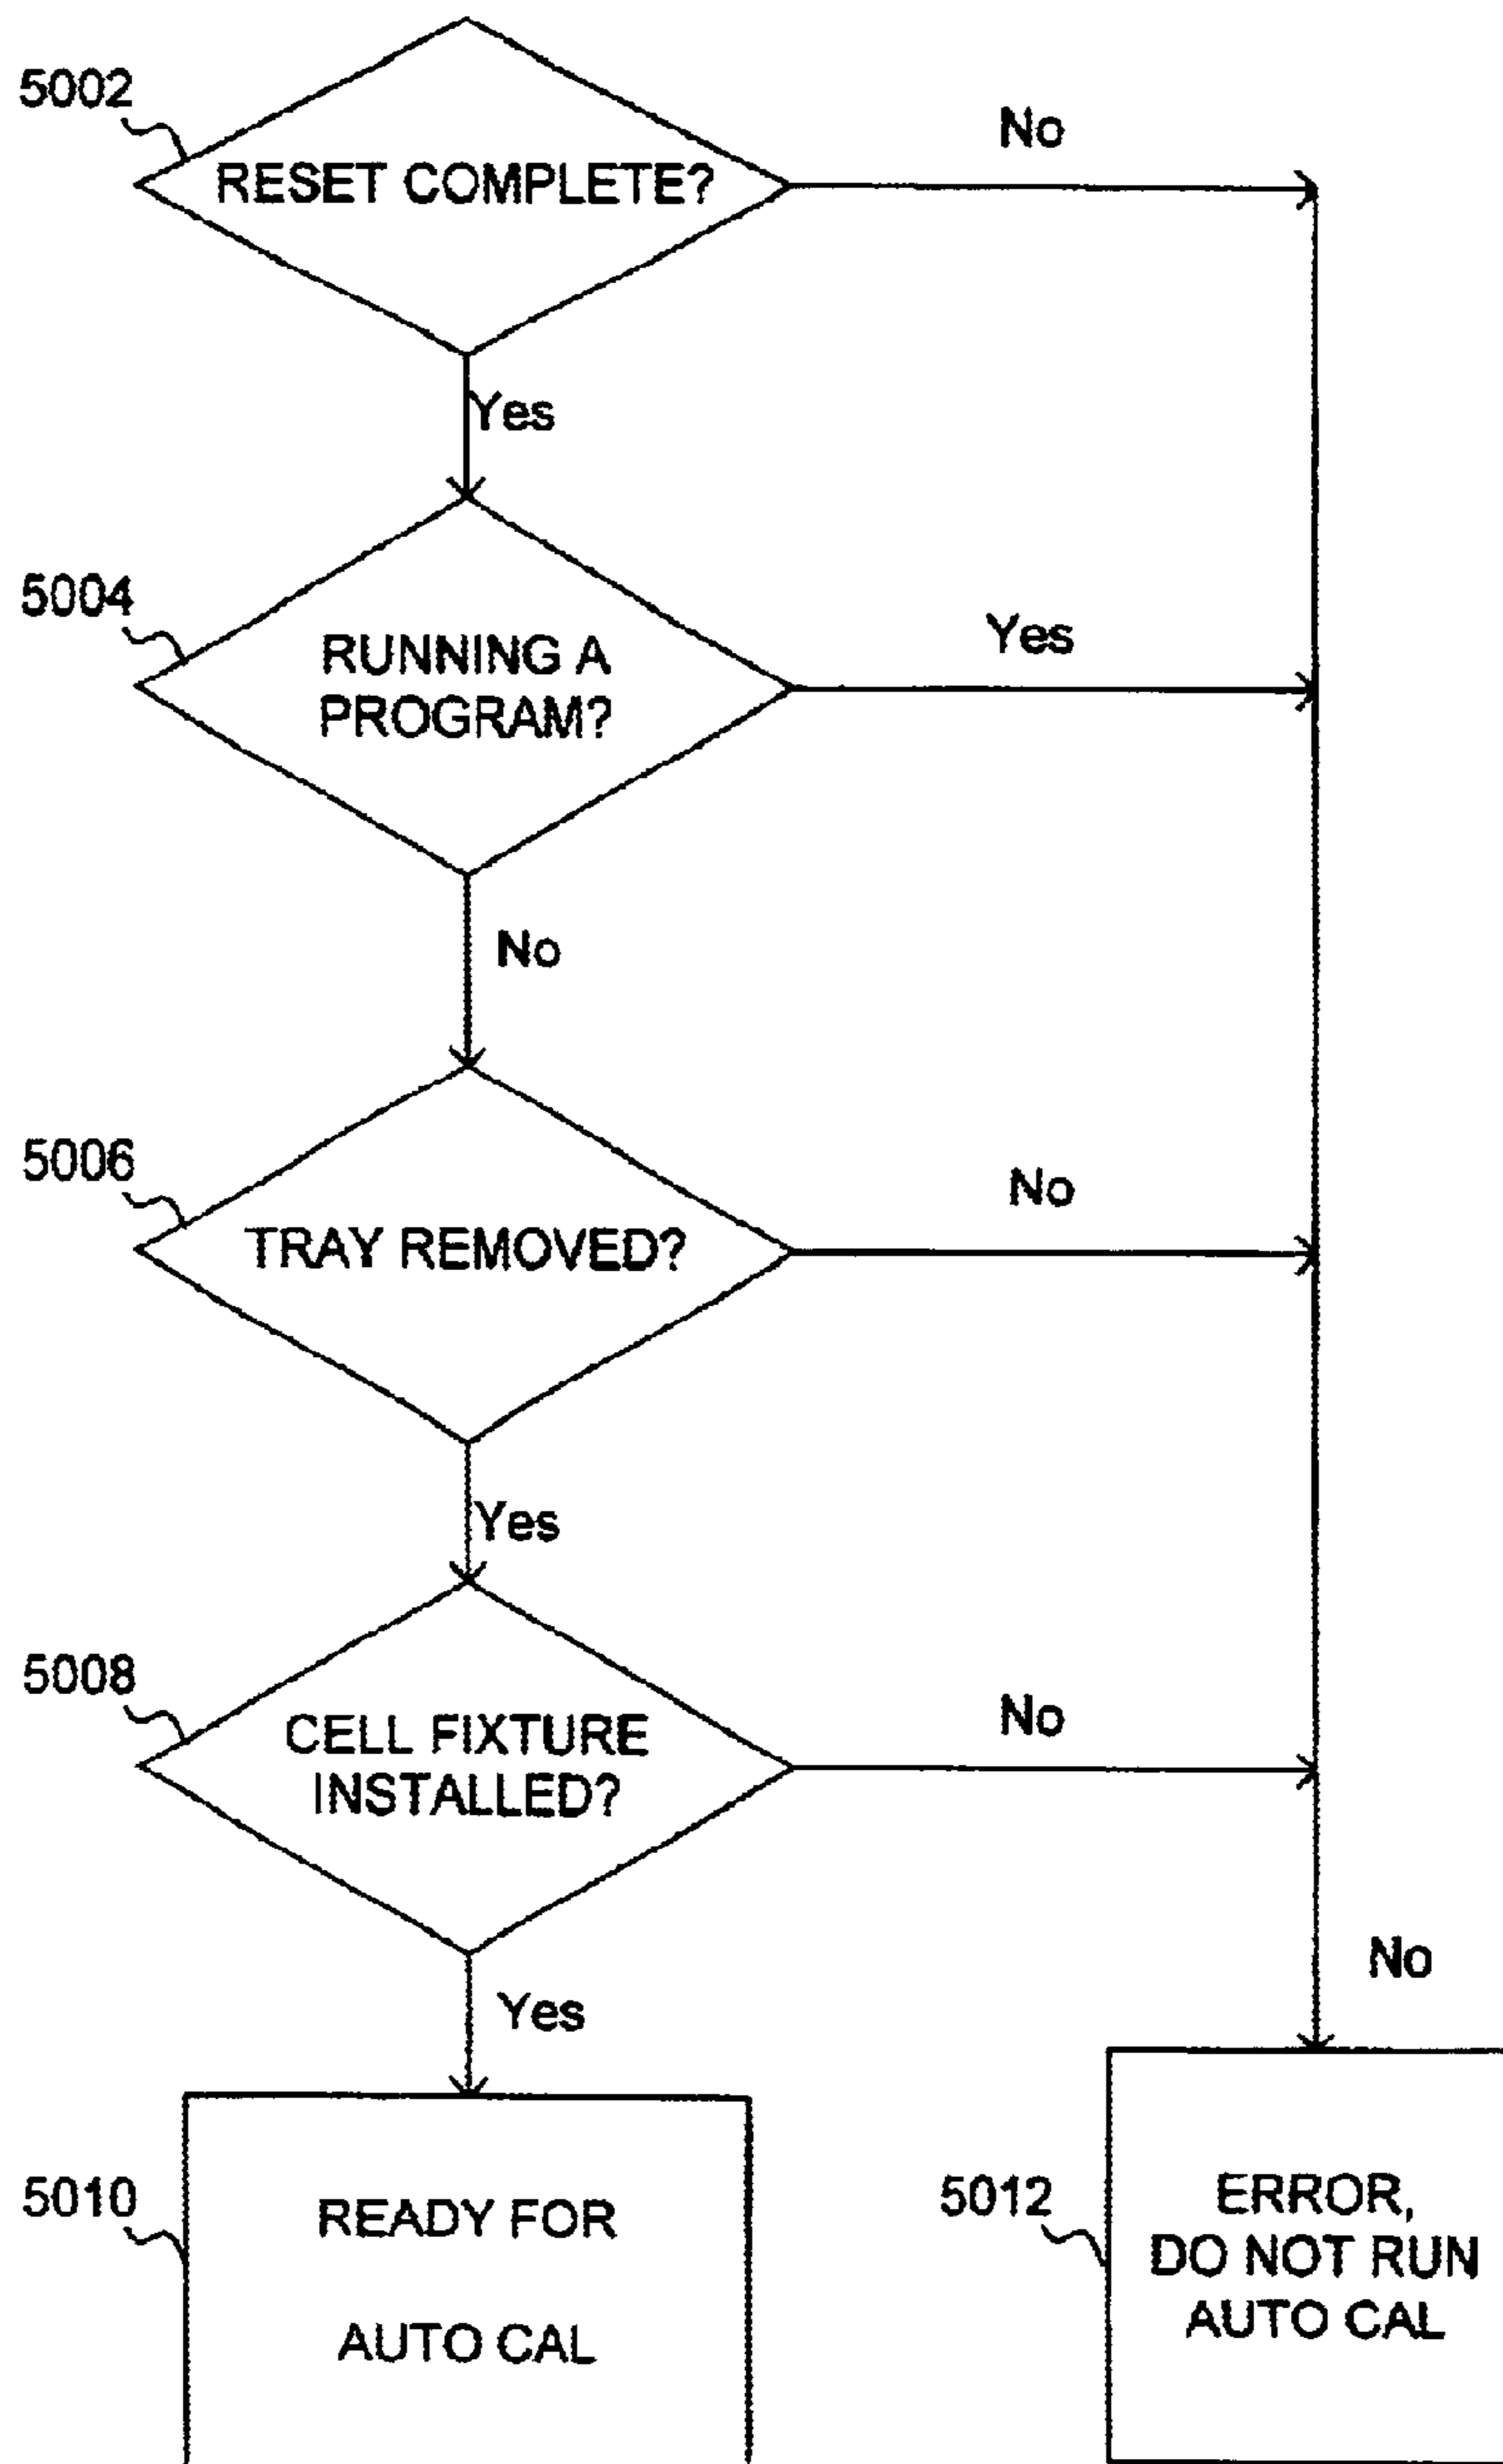 5002
RESET COMPLETE?
No
Yes
5004
RUNNING A
PROGRAM?
Yes
No
5006
TRAY REMOVED?
No
Yes
5008
CELL FIXTURE
INSTALLED?
No
Yes
No
5010
READY FOR
AUTO CAL
5012
ERROR,
DO NOT RUN
AUTO CAL